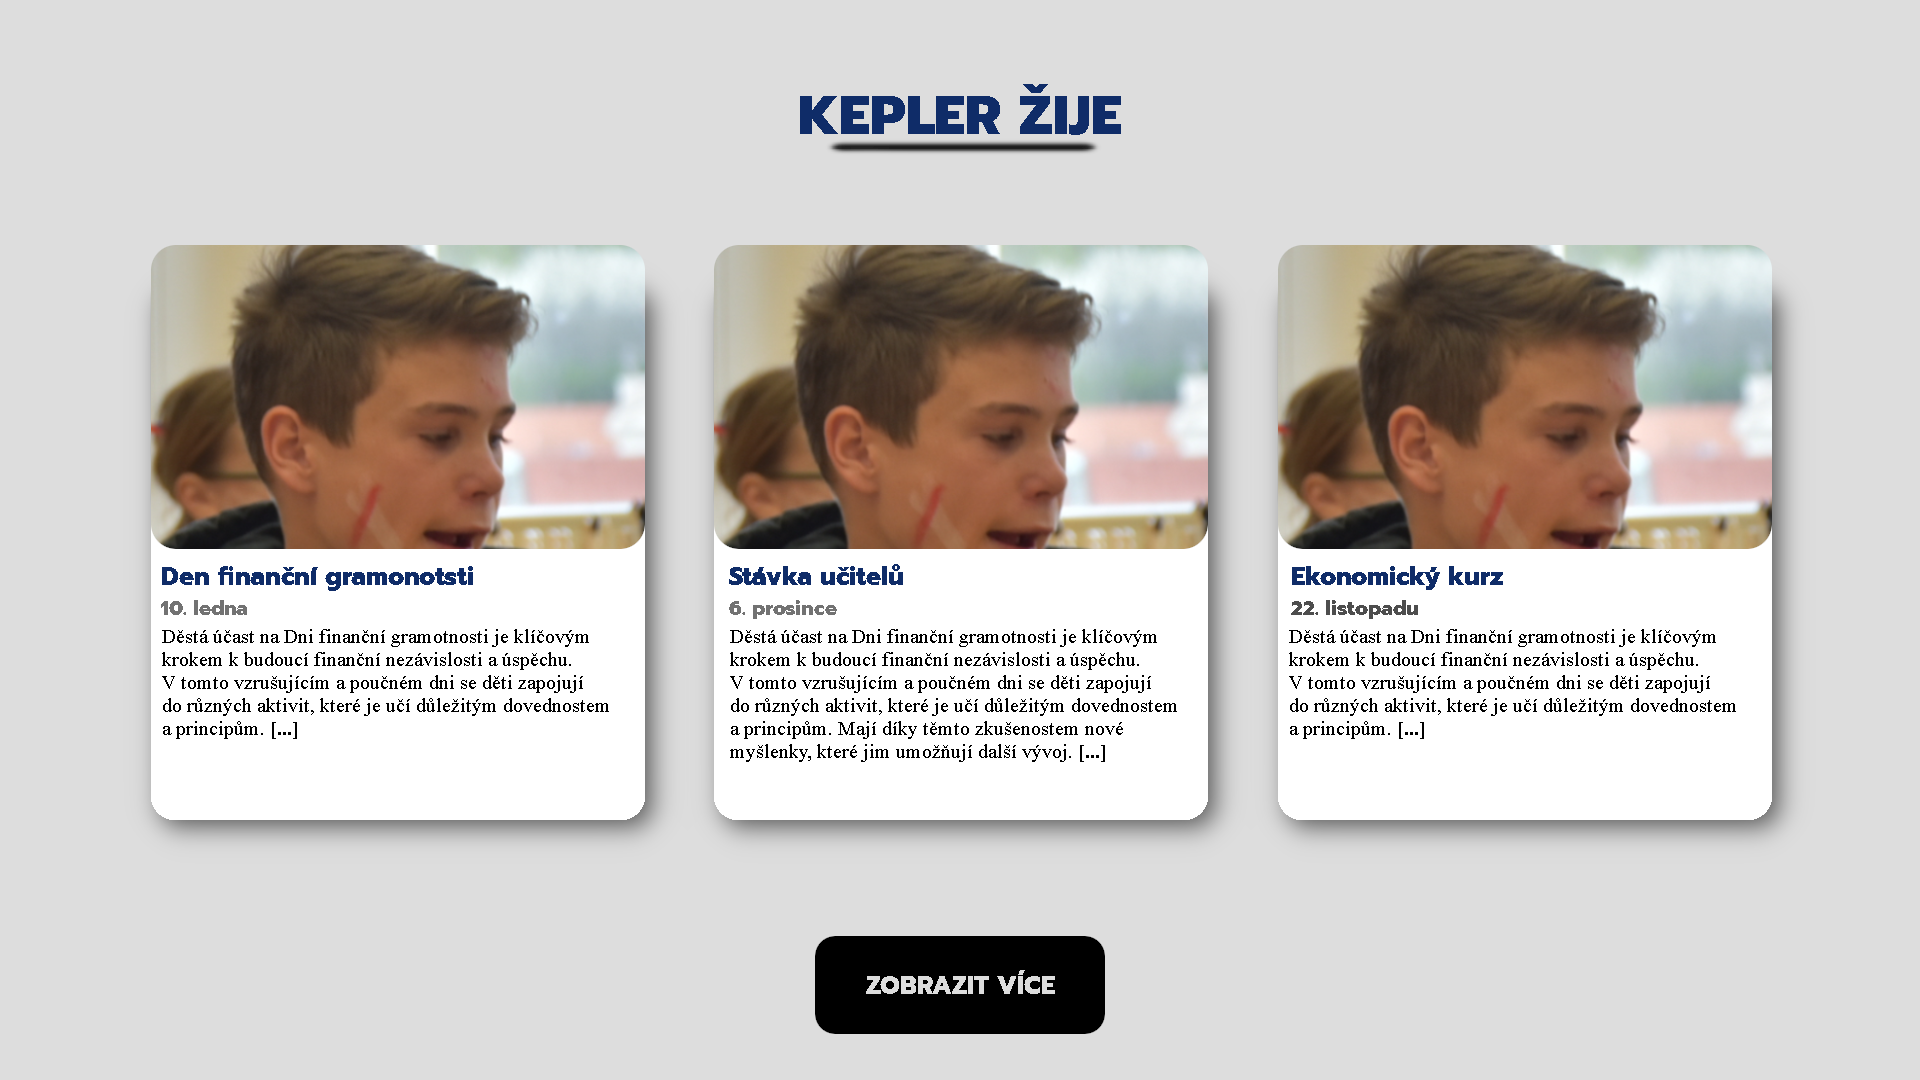 KEPLER ŽIJE
Den finanční gramonotsti
10. ledna
Děstá účast na Dni finanční gramotnosti je klíčovým
krokem k budoucí finanční nezávislosti a úspěchu.
V tomto vzrušujícím a poučném dni se děti zapojují
do různých aktivit, které je učí důležitým dovednostem
a principům. [...]
Stávka učitelů
6. prosince
Děstá účast na Dni finanční gramotnosti je klíčovým
krokem k budoucí finanční nezávislosti a úspěchu.
V tomto vzrušujícím a poučném dni se děti zapojují
do různých aktivit, které je učí důležitým dovednostem
a principům. Mají díky těmto zkušenostem nové
myšlenky, které jim umožňují další vývoj. [...]
Ekonomický kurz
22. listopadu
Děstá účast na Dni finanční gramotnosti je klíčovým
krokem k budoucí finanční nezávislosti a úspěchu.
V tomto vzrušujícím a poučném dni se děti zapojují
do různých aktivit, které je učí důležitým dovednostem
a principům. [...]
ZOBRAZIT VÍCE